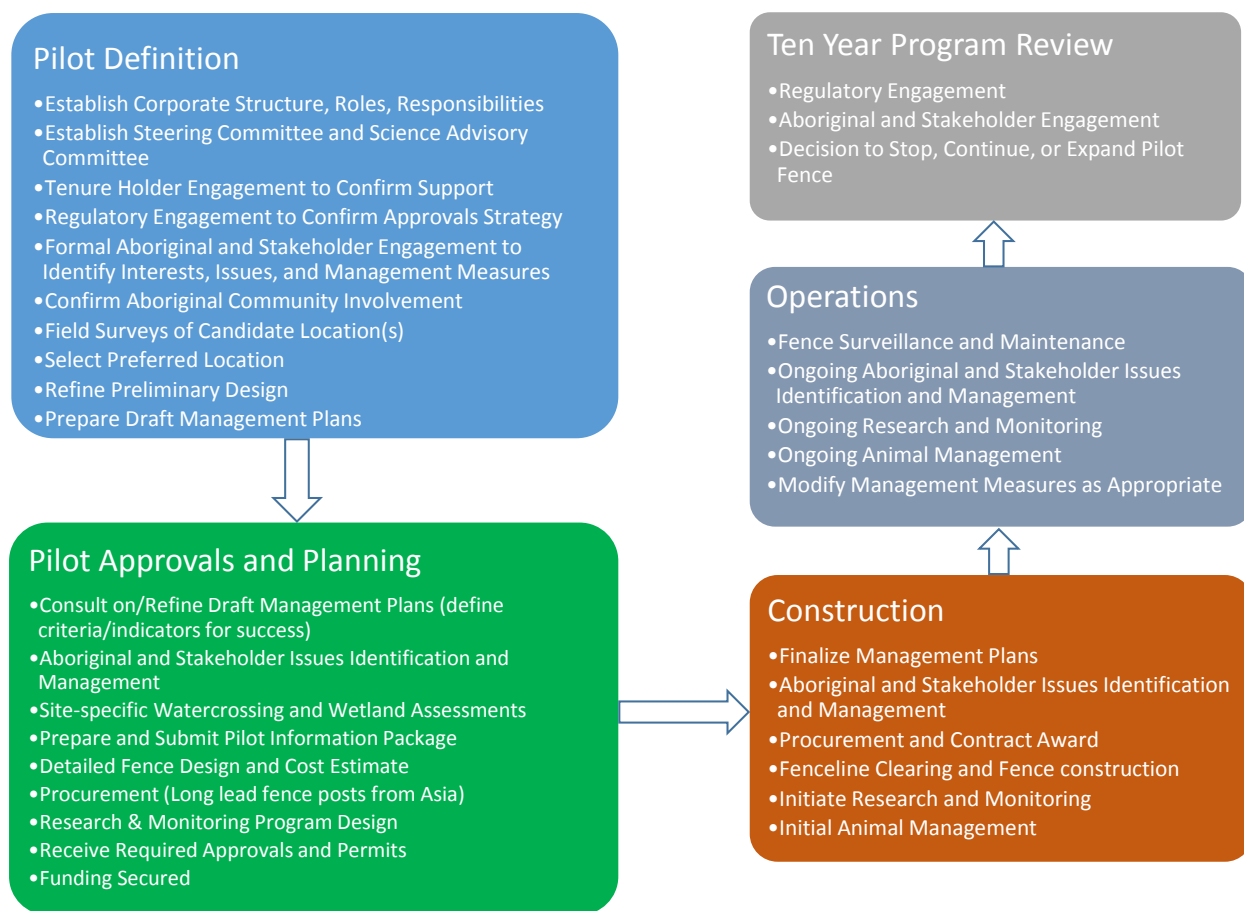 Pilot Definition
•Establish Corporate Structure, Roles, Responsibilities
•Establish Steering Committee and Science Advisory
Committee
•Tenure Holder Engagement to Confirm Support
•Regulatory Engagement to Confirm Approvals Strategy
•Formal Aboriginal and Stakeholder Engagement to
Identify Interests, Issues, and Management Measures
•Confirm Aboriginal Community Involvement
•Field Surveys of Candidate Location(s)
•Select Preferred Location
•Refine Preliminary Design
•Prepare Draft Management Plans
Pilot Approvals and Planning
•Consult on/Refine Draft Management Plans (define
criteria/indicators for success)
•Aboriginal and Stakeholder Issues Identification and
Management
•Site-specific Watercrossing and Wetland Assessments
•Prepare and Submit Pilot Information Package
•Detailed Fence Design and Cost Estimate
•Procurement (Long lead fence posts from Asia)
•Research & Monitoring Program Design
•Receive Required Approvals and Permits
•Funding Secured
Construction
•Finalize Management Plans
•Aboriginal and Stakeholder Issues Identification
and Management
•Procurement and Contract Award
•Fenceline Clearing and Fence construction
•Initiate Research and Monitoring
•Initial Animal Management
Operations
•Fence Surveillance and Maintenance
•Ongoing Aboriginal and Stakeholder Issues
Identification and Management
•Ongoing Research and Monitoring
•Ongoing Animal Management
•Modify Management Measures as Appropriate
Ten Year Program Review
•Regulatory Engagement
•Aboriginal and Stakeholder Engagement
•Decision to Stop, Continue, or Expand Pilot
Fence